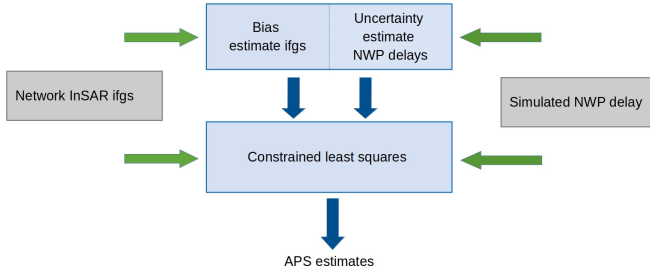 Bias
estimate ifgs
Uncertainty
estimate
NWP delays
Network InSAR ifgs
Simulated NWP delay
Constrained least squares
APS estimates